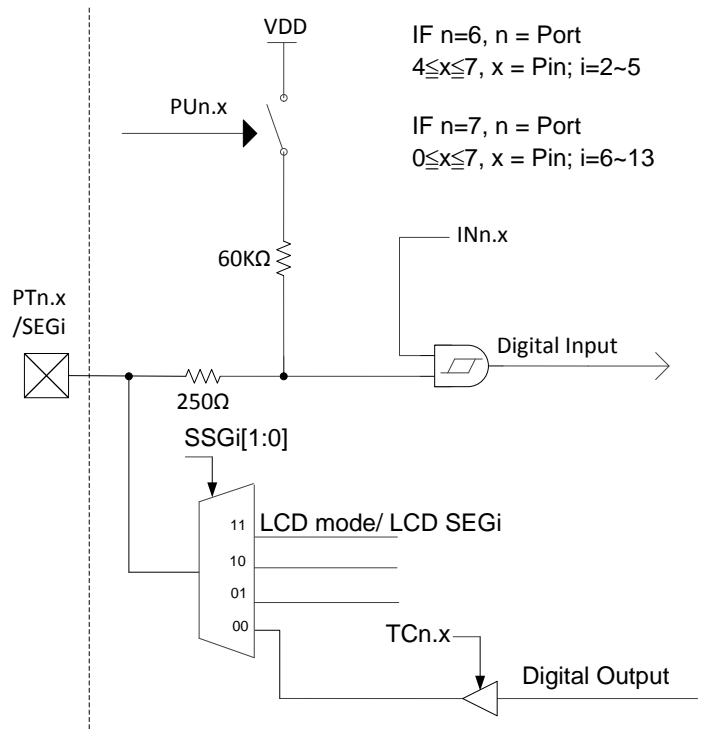 VDD
IF n=6, n = Port
4≦x≦7, x = Pin; i=2~5
PUn.x
IF n=7, n = Port
0≦x≦7, x = Pin; i=6~13
INn.x
60KΩ
PTn.x
/SEGi
Digital Input
250Ω
SSGi[1:0]
11
LCD mode/ LCD SEGi
10
01
00
TCn.x
Digital Output